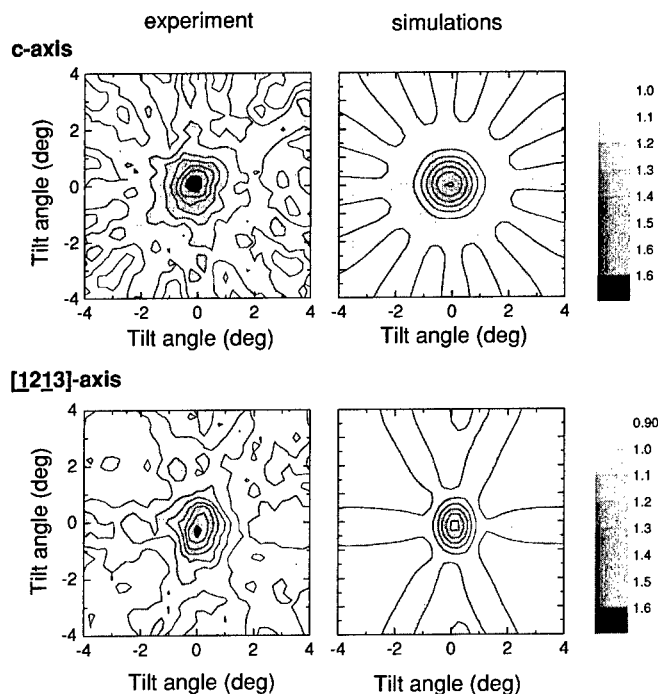 experiment simulations
c-axis
4
2
0
-2
-4
Tilt angle (deg)
-4 -2 0 2 4
Tilt angle (deg)
-4 -2 0 2 4
Tilt angle (deg)
1.0
1.1
1.2
1.3
1.4
1.5
1.6
1.6
[1213]-axis
4
2
0
-2
-4
Tilt angle (deg)
-4 -2 0 2 4
Tilt angle (deg)
-4 -2 0 2 4
Tilt angle (deg)
0.90
1.0
1.1
1.2
1.3
1.4
1.5
1.6